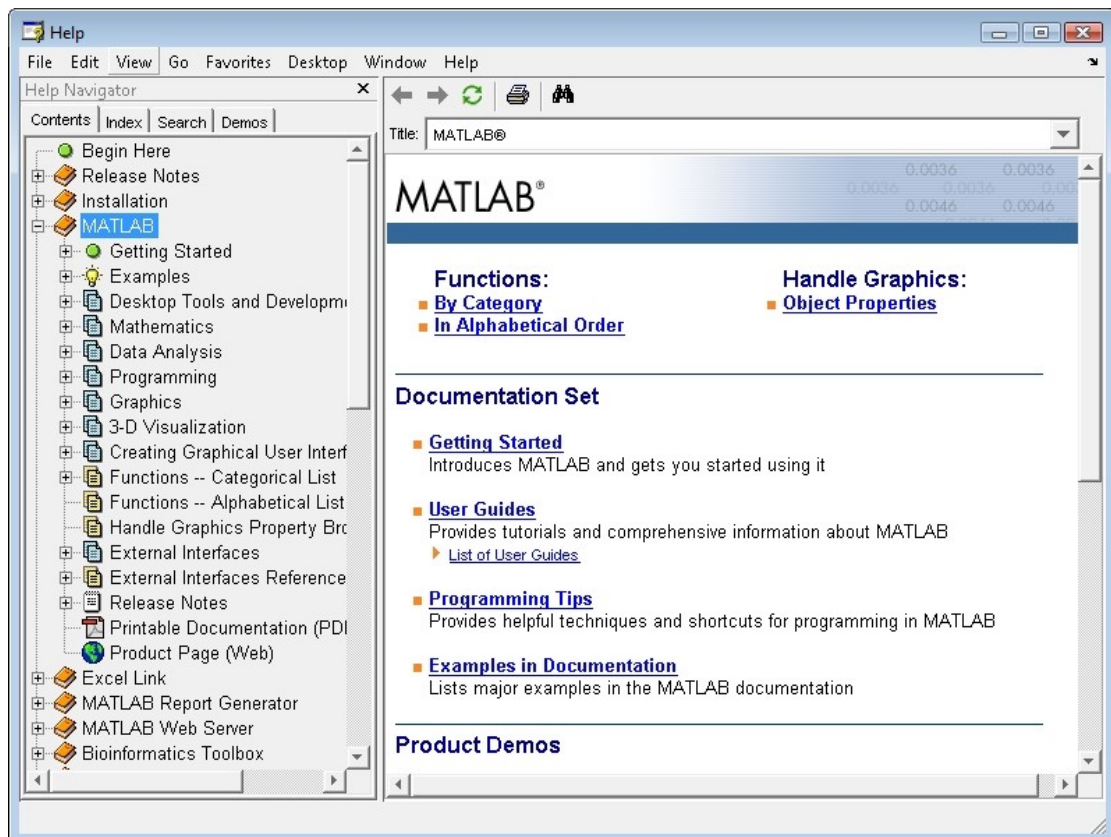 Help
File Edit View Go Favorites Desktop Window Help
Help Navigator
Contents Index Search Demos
Begin Here
Release Notes
Installation
MATLAB
Getting Started
Examples
Desktop Tools and Developm
Mathematics
Data Analysis
Programming
Graphics
3-D Visualization
Creating Graphical User Interf
Functions -- Categorical List
Functions -- Alphabetical List
Handle Graphics Property Bro
External Interfaces
External Interfaces Reference
Release Notes
Printable Documentation (PDF
Product Page (Web)
Excel Link
MATLAB Report Generator
MATLAB Web Server
Bioinformatics Toolbox
Title: MATLAB®
MATLAB®
0.0036 0.0036
0.0036 0.0036 0.00
0.0046 0.0046
Functions:
By Category
In Alphabetical Order
Handle Graphics:
Object Properties
Documentation Set
Getting Started
Introduces MATLAB and gets you started using it
User Guides
Provides tutorials and comprehensive information about MATLAB
List of User Guides
Programming Tips
Provides helpful techniques and shortcuts for programming in MATLAB
Examples in Documentation
Lists major examples in the MATLAB documentation
Product Demos